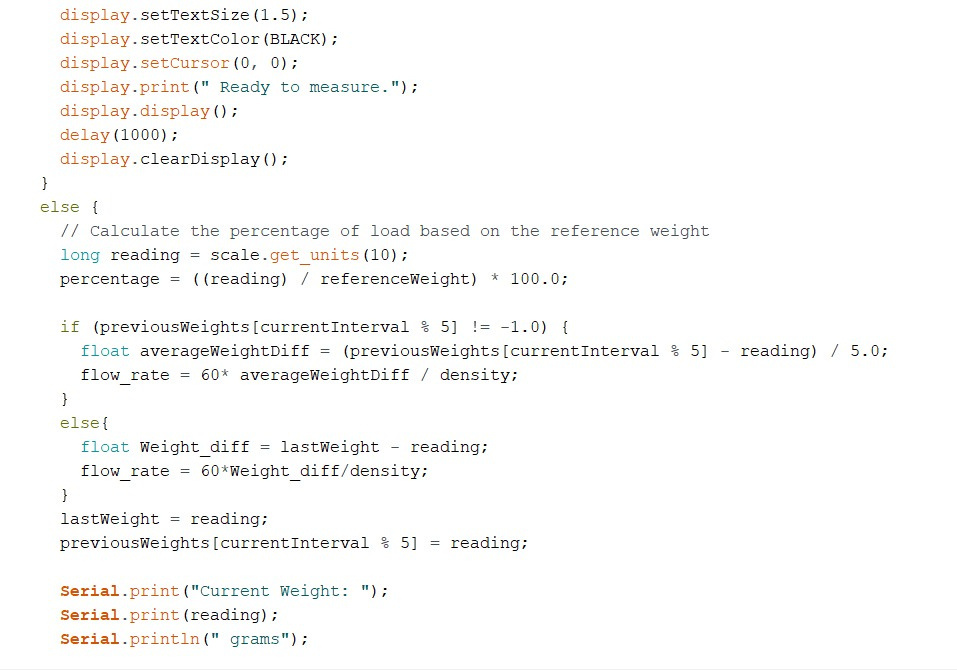 display.setTextSize(1.5);
display.setTextColor(BLACK);
display.setCursor(0, 0);
display.print(" Ready to measure.");
display.display();
delay(1000);
display.clearDisplay();
}
else {
// Calculate the percentage of load based on the reference weight
long reading = scale.get_units(10);
percentage = ((reading) / referenceWeight) * 100.0;
if (previousWeights[currentInterval % 5] != -1.0) {
float averageWeightDiff = (previousWeights[currentInterval % 5] - reading) / 5.0;
flow_rate = 60* averageWeightDiff / density;
}
else{
float Weight_diff = lastWeight - reading;
flow_rate = 60*Weight_diff/density;
}
lastWeight = reading;
previousWeights[currentInterval % 5] = reading;
Serial.print("Current Weight: ");
Serial.print(reading);
Serial.println(" grams");